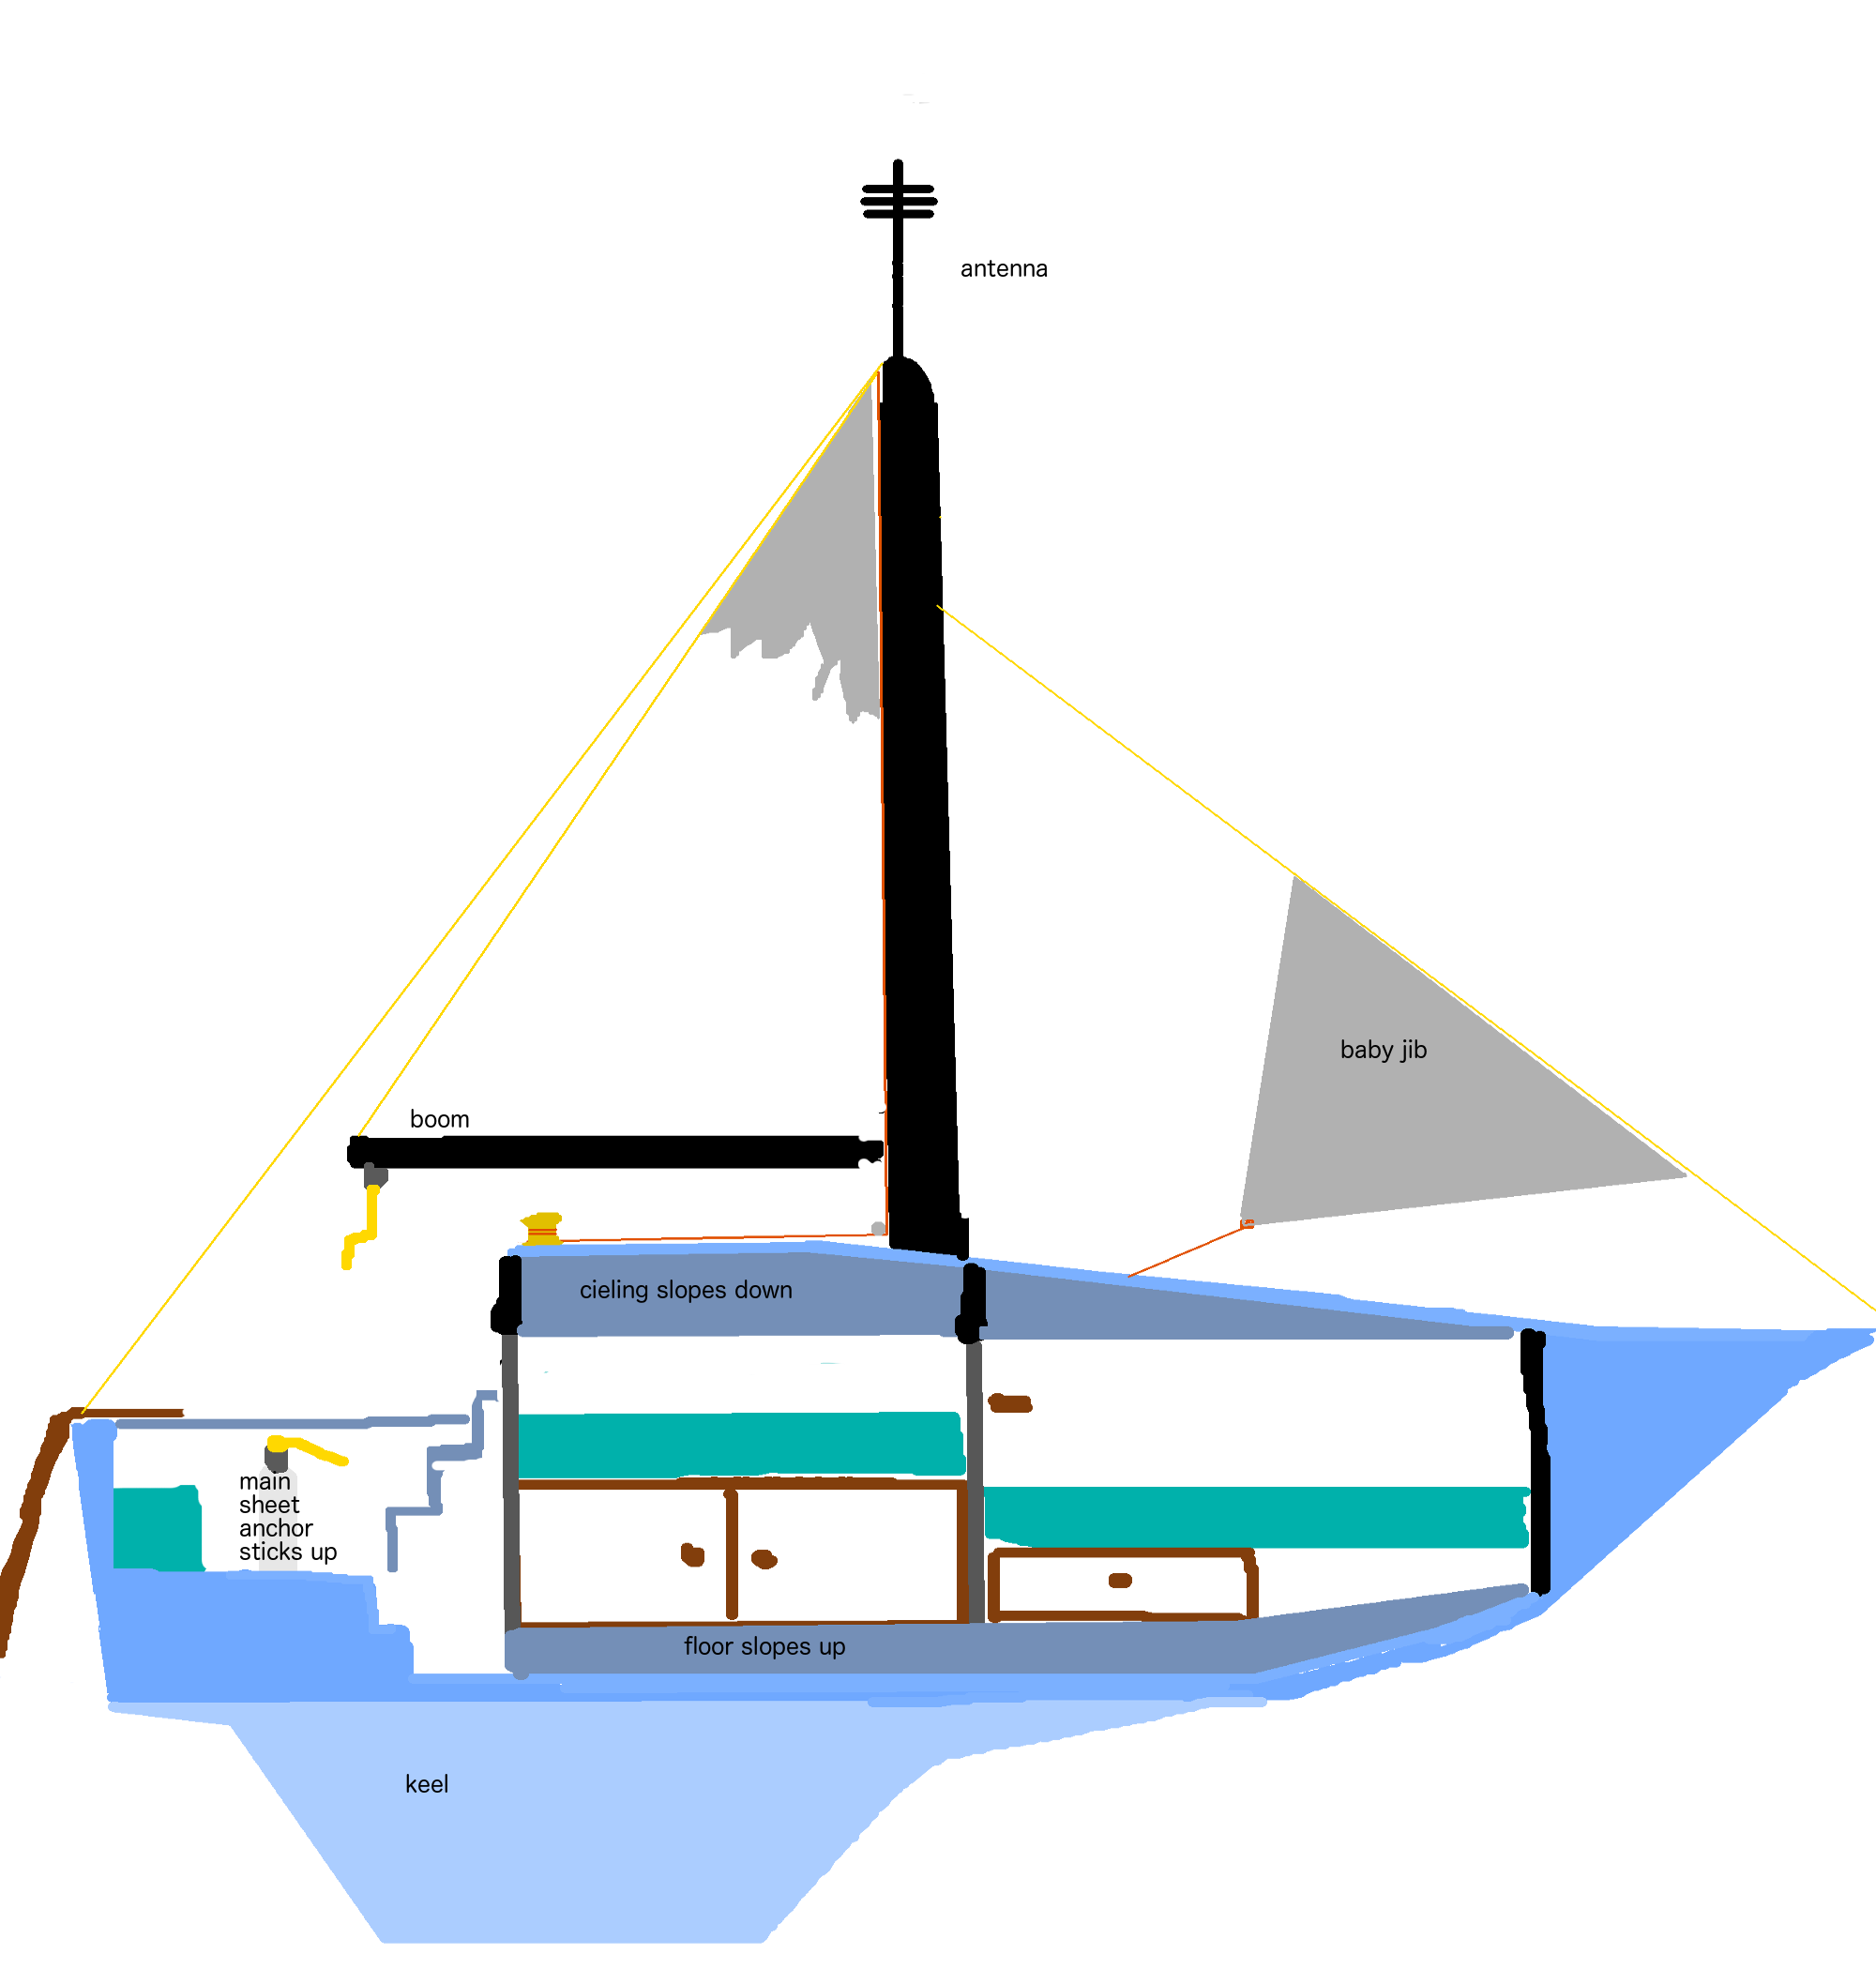 antenna
baby jib
boom
cieling slopes down
main
sheet
anchor
sticks up
floor slopes up
keel